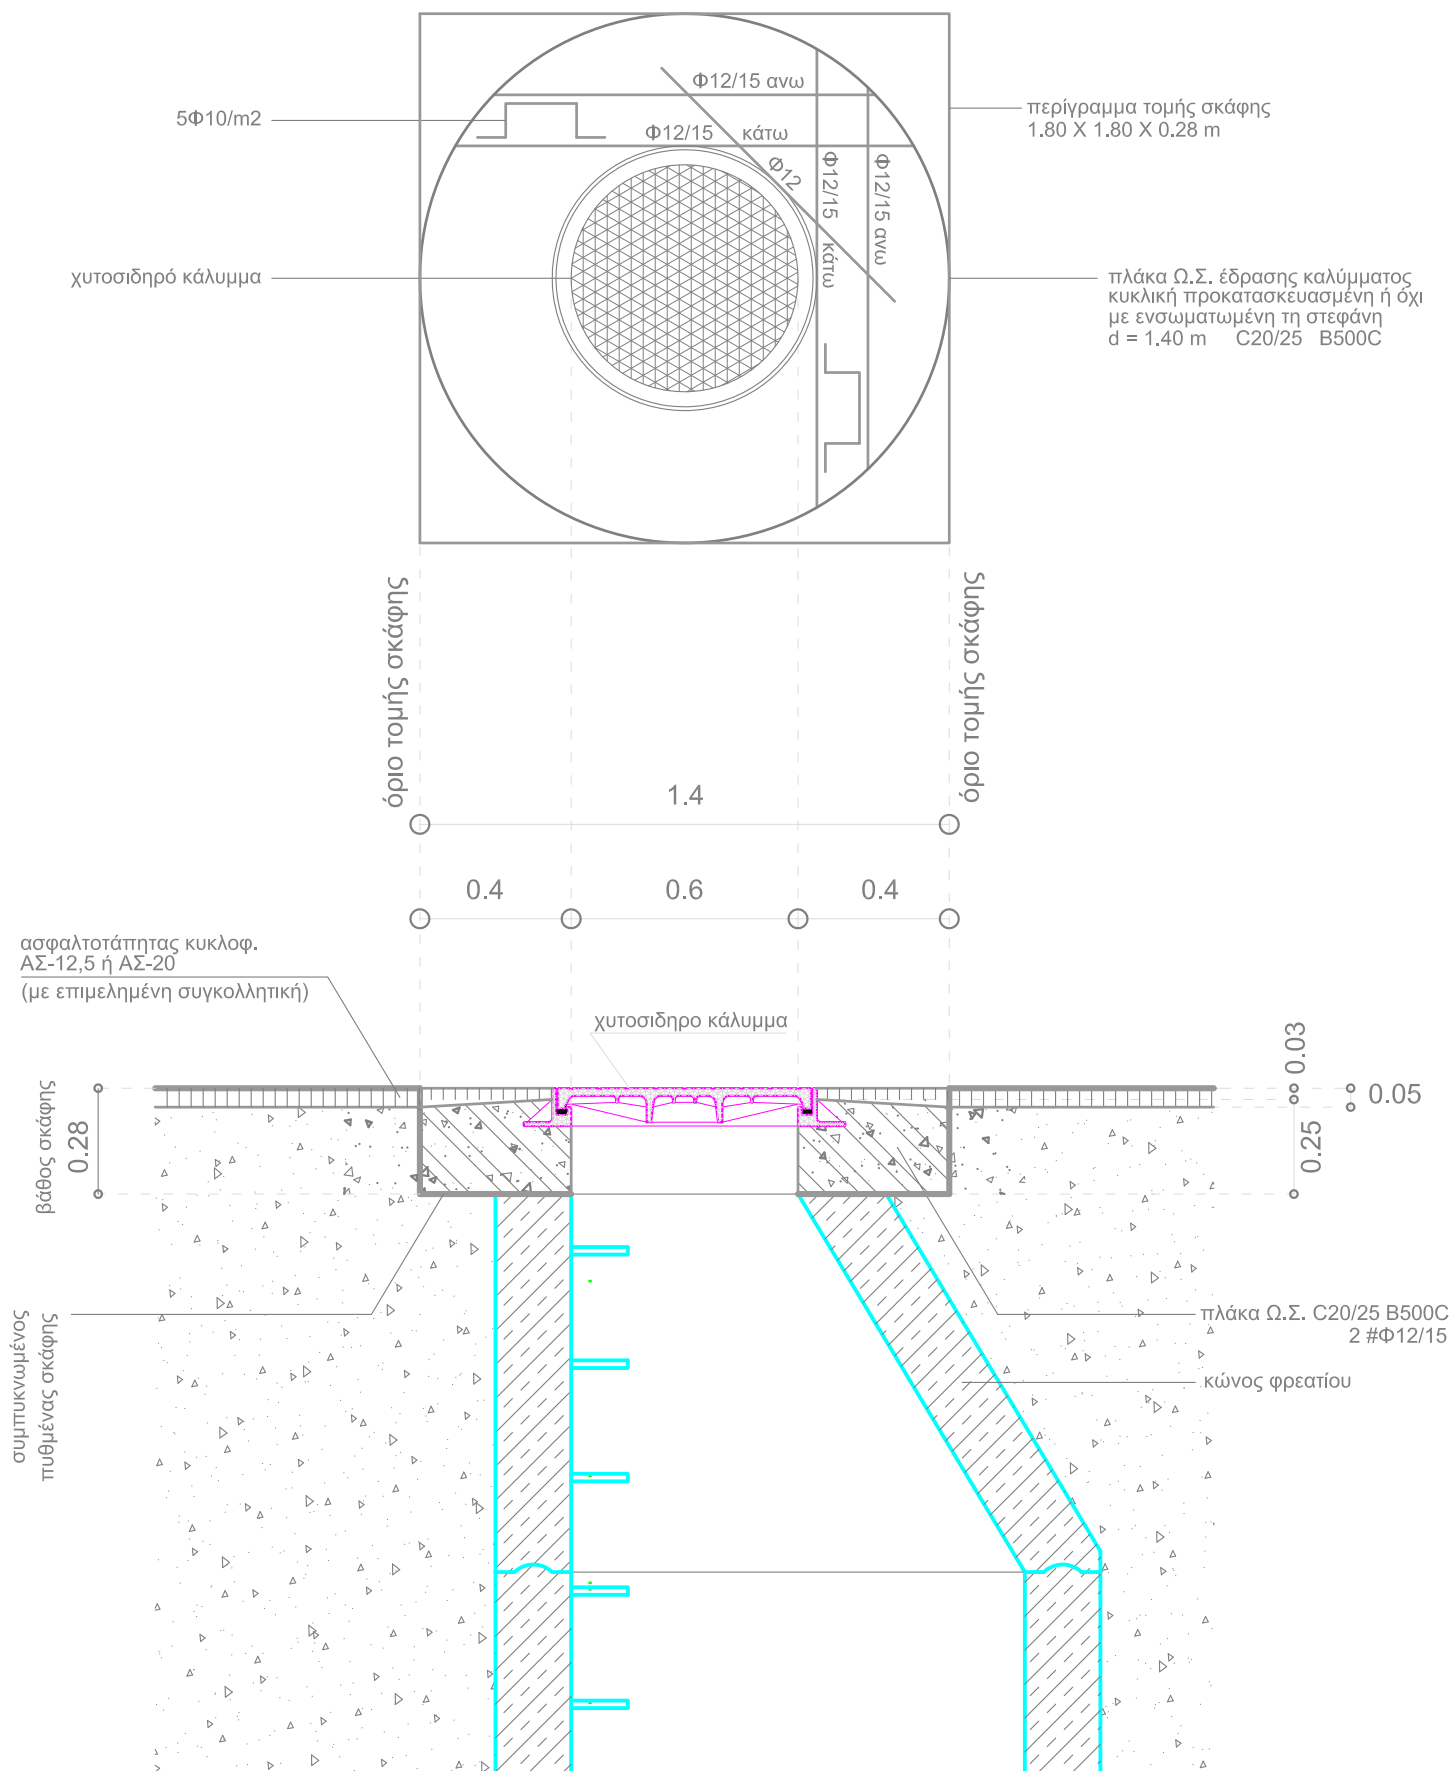 Φ12/15 ανω
5Φ10/m2
Φ12/15 κάτω
περίγραμμα τομής σκάφης
1.80 X 1.80 X 0.28 m
Φ12
Φ12/15 κάτω
Φ12/15 ανω
χυτοσιδηρό κάλυμμα
πλάκα Ω.Σ. έδρασης καλύμματος
κυκλική προκατασκευασμένη ή όχι
με ενσωματωμένη τη στεφάνη
d = 1.40 m C20/25 B500C
όριο τομής σκάφης
όριο τομής σκάφης
1.4
0.4
0.6
0.4
ασφαλτοτάπητας κυκλοφ.
ΑΣ-12,5 ή ΑΣ-20
(με επιμελημένη συγκολλητική)
χυτοσιδηρο κάλυμμα
0.03
0.05
0.25
βάθος σκάφης
0.28
συμπυκνωμένος
πυθμένας σκάφης
πλάκα Ω.Σ. C20/25 B500C
2 #Φ12/15
κώνος φρεατίου